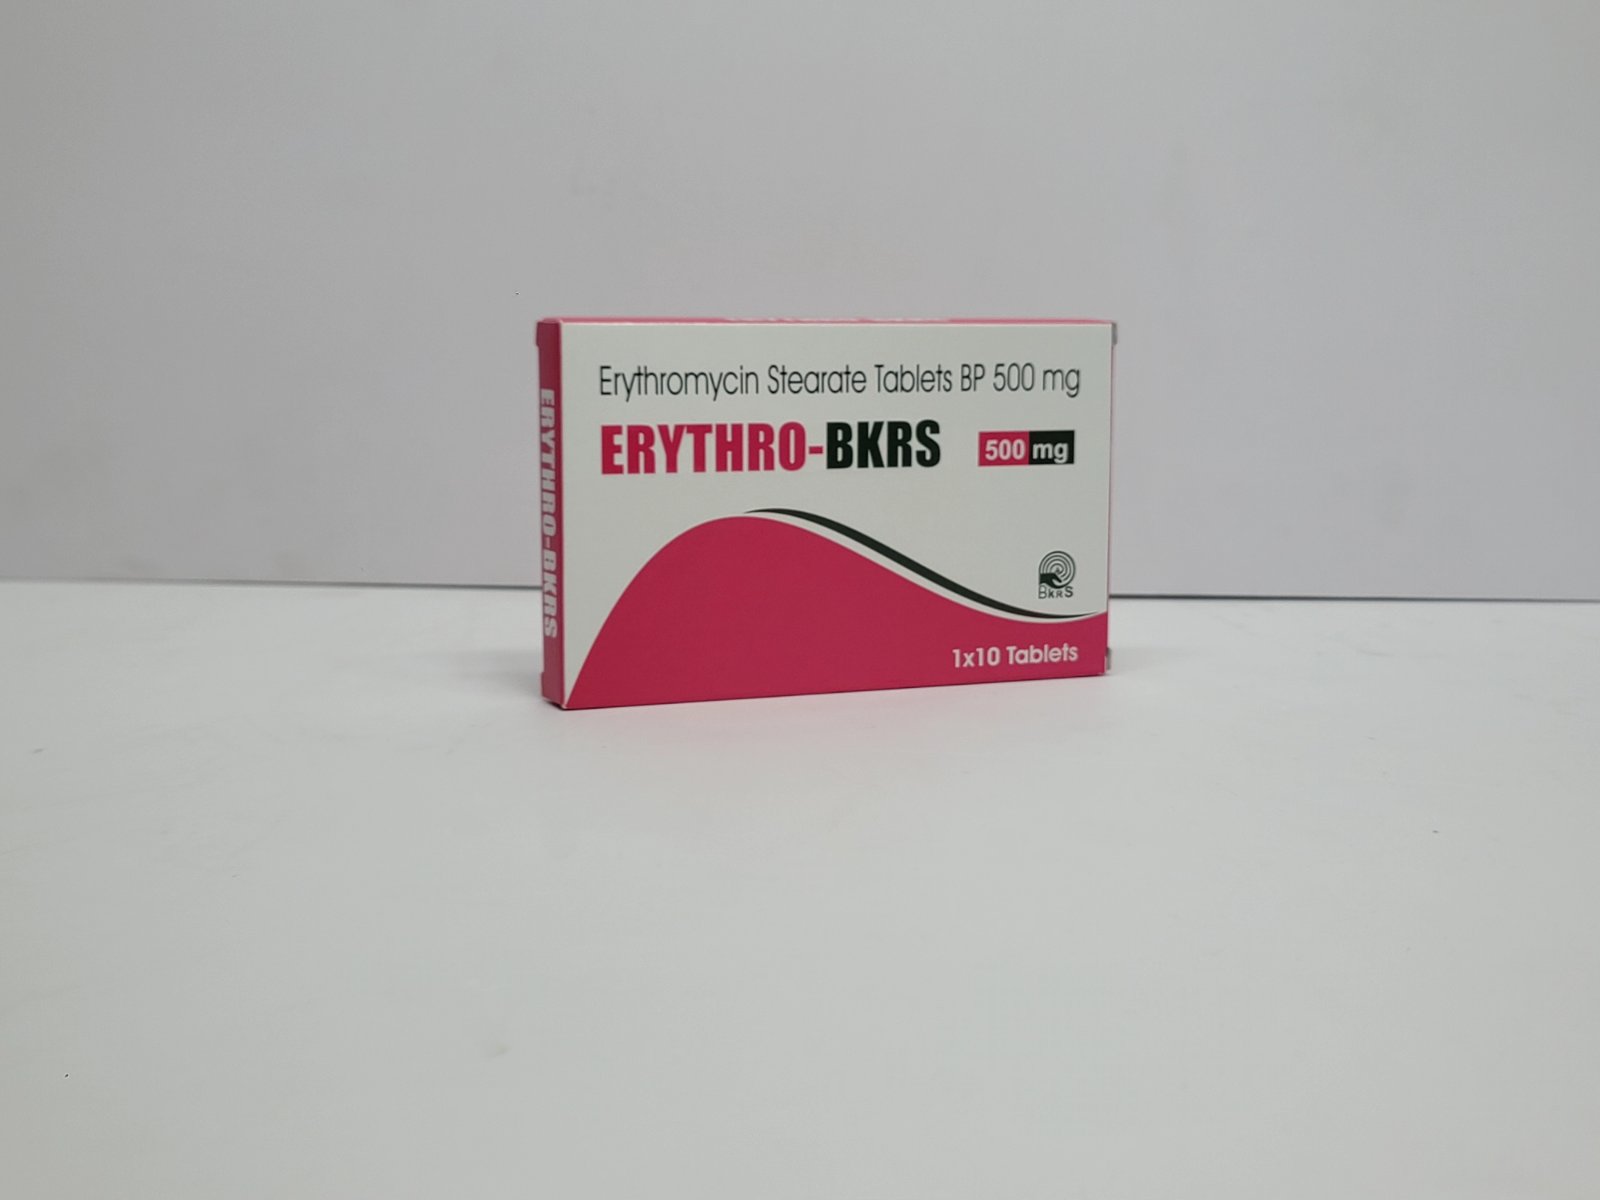 Erythromycin Stearate Tablets BP 500 mg
ERYTHRO-BKRS 500 mg
BKRS
1x10 Tablets
ERYTHRO-BKRS